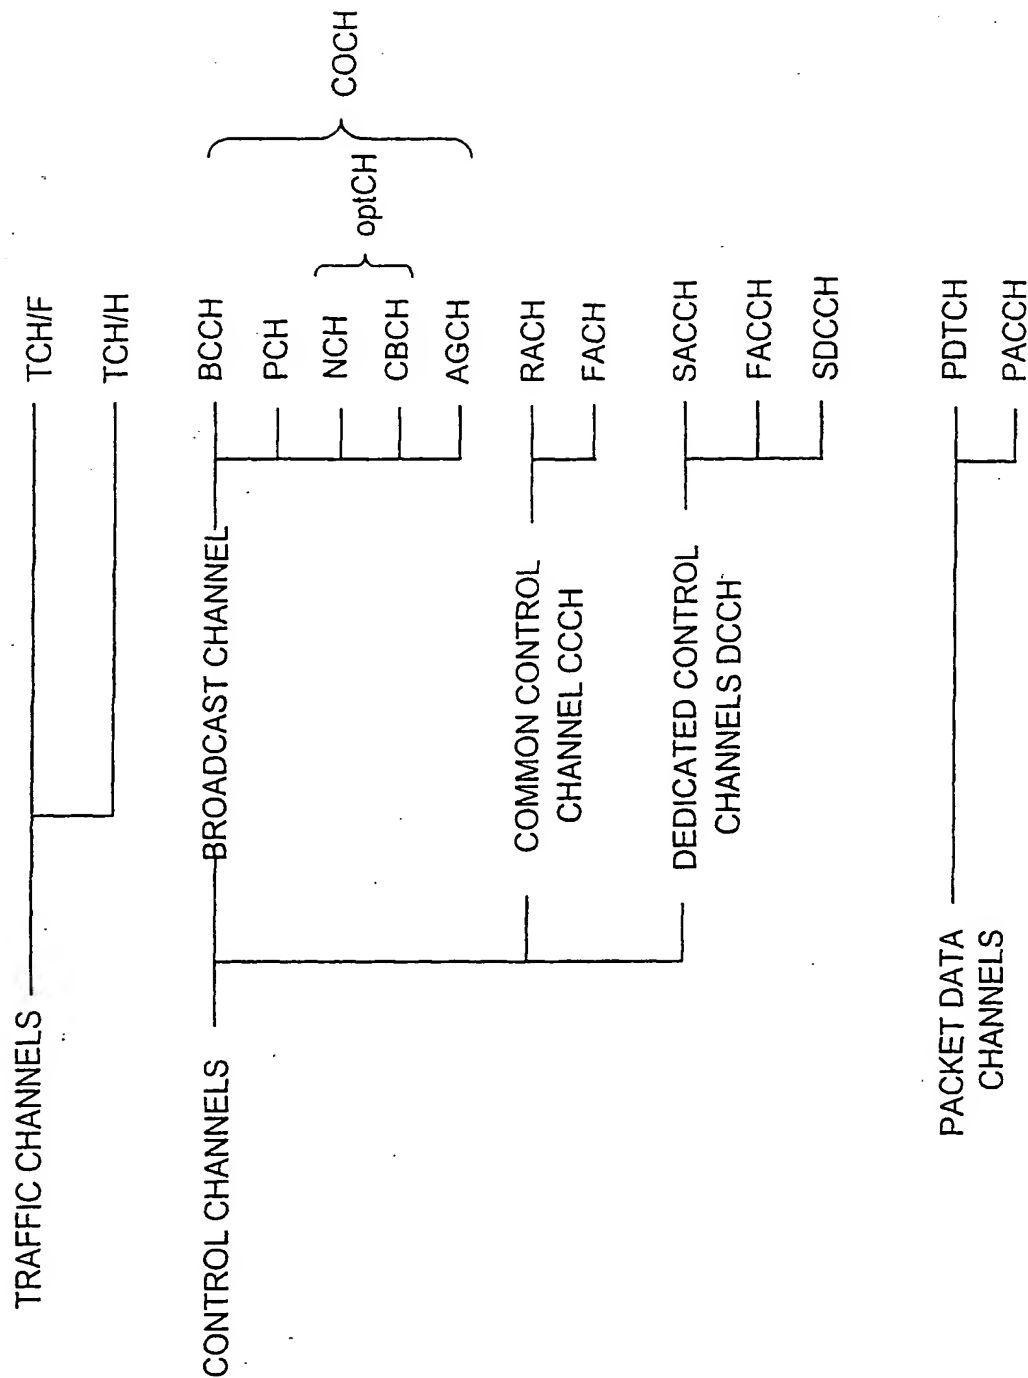 TRAFFIC CHANNELS
TCH/F
TCH/H
CONTROL CHANNELS
BROADCAST CHANNEL
BCCH
PCH
NCH
CBCH
AGCH
optCH
COCH
COMMON CONTROL
CHANNEL CCCH
RACH
FACH
DEDICATED CONTROL
CHANNELS DCCH
SACCH
FACCH
SDCCH
PACKET DATA
CHANNELS
PDTCH
PACCH